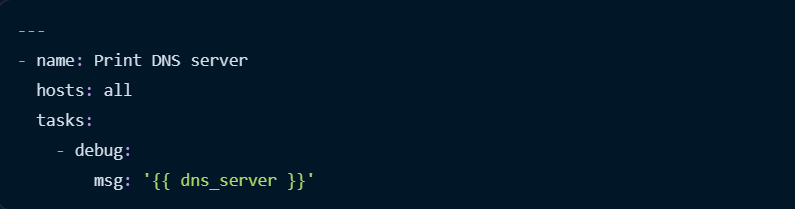 ---
- name: Print DNS server
  hosts: all
  tasks:
    - debug:
        msg: '{{ dns_server }}'